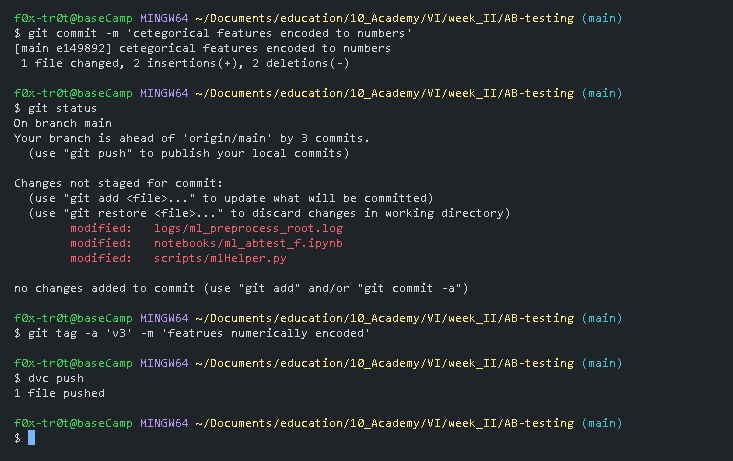 f0x-tr0t@baseCamp MINGW64 ~/Documents/education/10_Academy/VI/week_II/AB-testing (main)
$ git commit -m 'cetegorical features encoded to numbers'
[main e149892] cetegorical features encoded to numbers
 1 file changed, 2 insertions(+), 2 deletions(-)

f0x-tr0t@baseCamp MINGW64 ~/Documents/education/10_Academy/VI/week_II/AB-testing (main)
$ git status
On branch main
Your branch is ahead of 'origin/main' by 3 commits.
  (use "git push" to publish your local commits)

Changes not staged for commit:
  (use "git add <file>..." to update what will be committed)
  (use "git restore <file>..." to discard changes in working directory)
        modified:   logs/ml_preprocess_root.log
        modified:   notebooks/ml_abtest_f.ipynb
        modified:   scripts/mlHelper.py

no changes added to commit (use "git add" and/or "git commit -a")

f0x-tr0t@baseCamp MINGW64 ~/Documents/education/10_Academy/VI/week_II/AB-testing (main)
$ git tag -a 'v3' -m 'featrues numerically encoded'

f0x-tr0t@baseCamp MINGW64 ~/Documents/education/10_Academy/VI/week_II/AB-testing (main)
$ dvc push
1 file pushed

f0x-tr0t@baseCamp MINGW64 ~/Documents/education/10_Academy/VI/week_II/AB-testing (main)
$